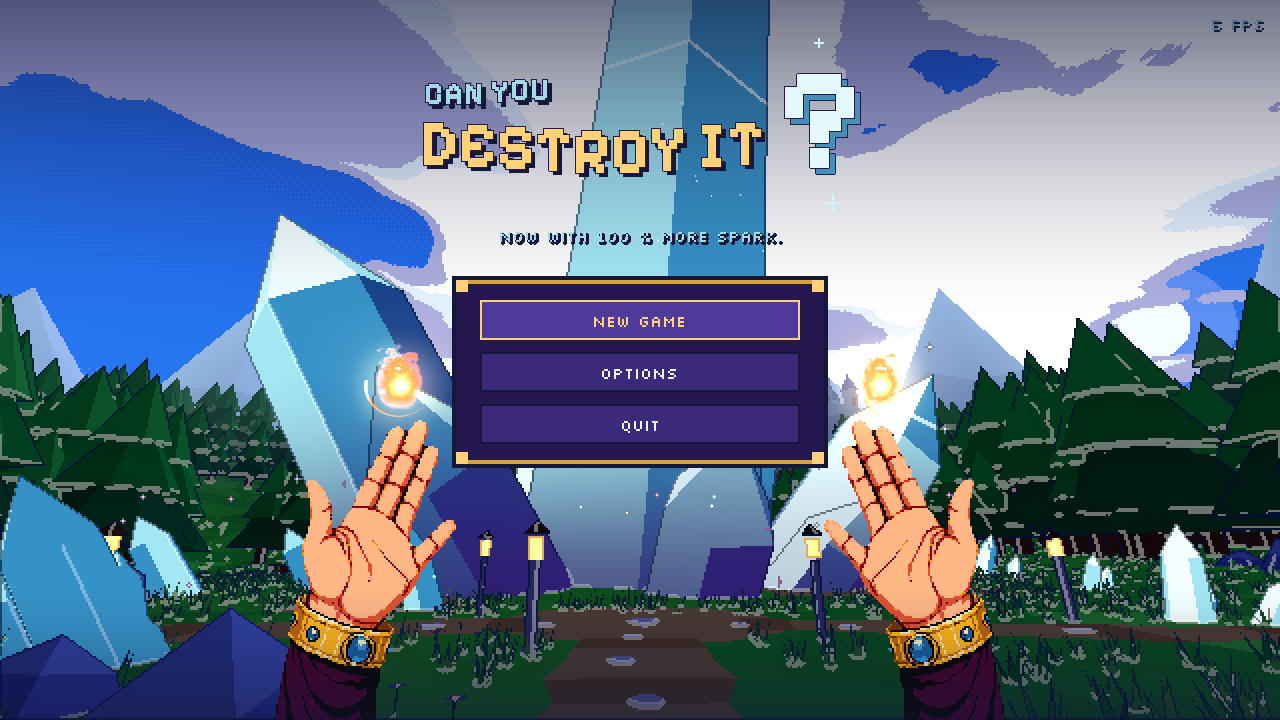 5 FPS
CAN YOU
DESTROY IT
?
NOW WITH 100 % MORE SPARK.
NEW GAME
OPTIONS
QUIT